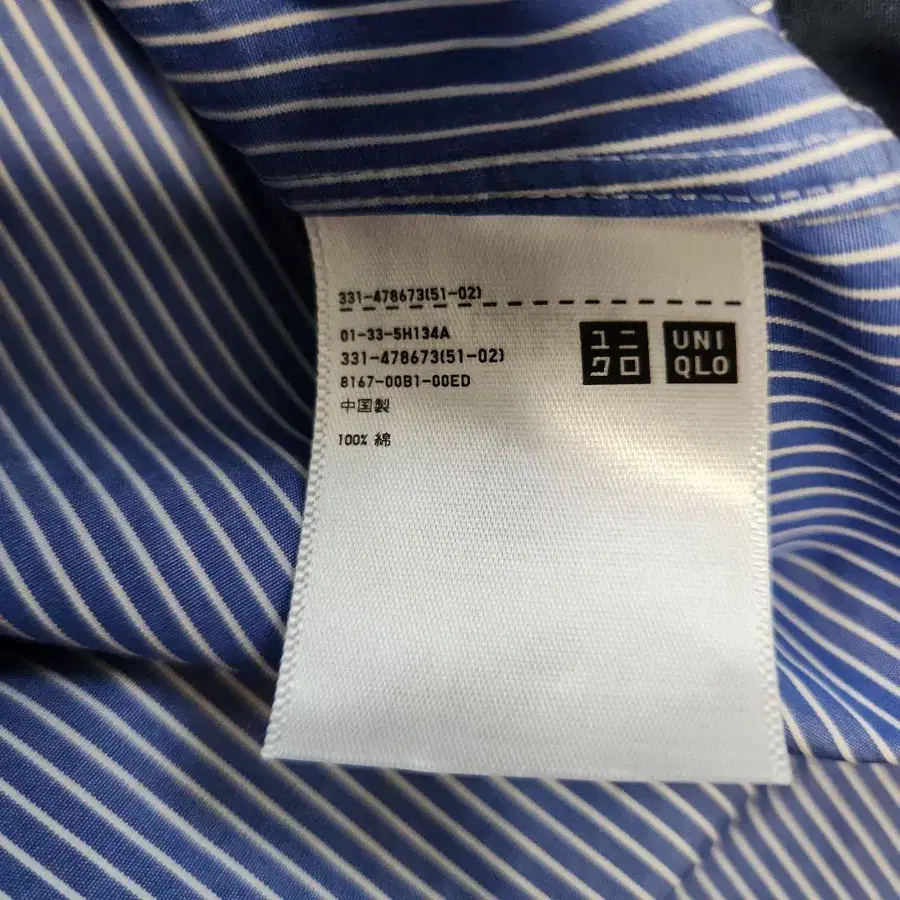 331-478673(51-02)
01-33-5H134A
331-478673(51-02)
8167-00B1-00ED
中国製
100% 綿
ユニ
クロ
UNI
QLO